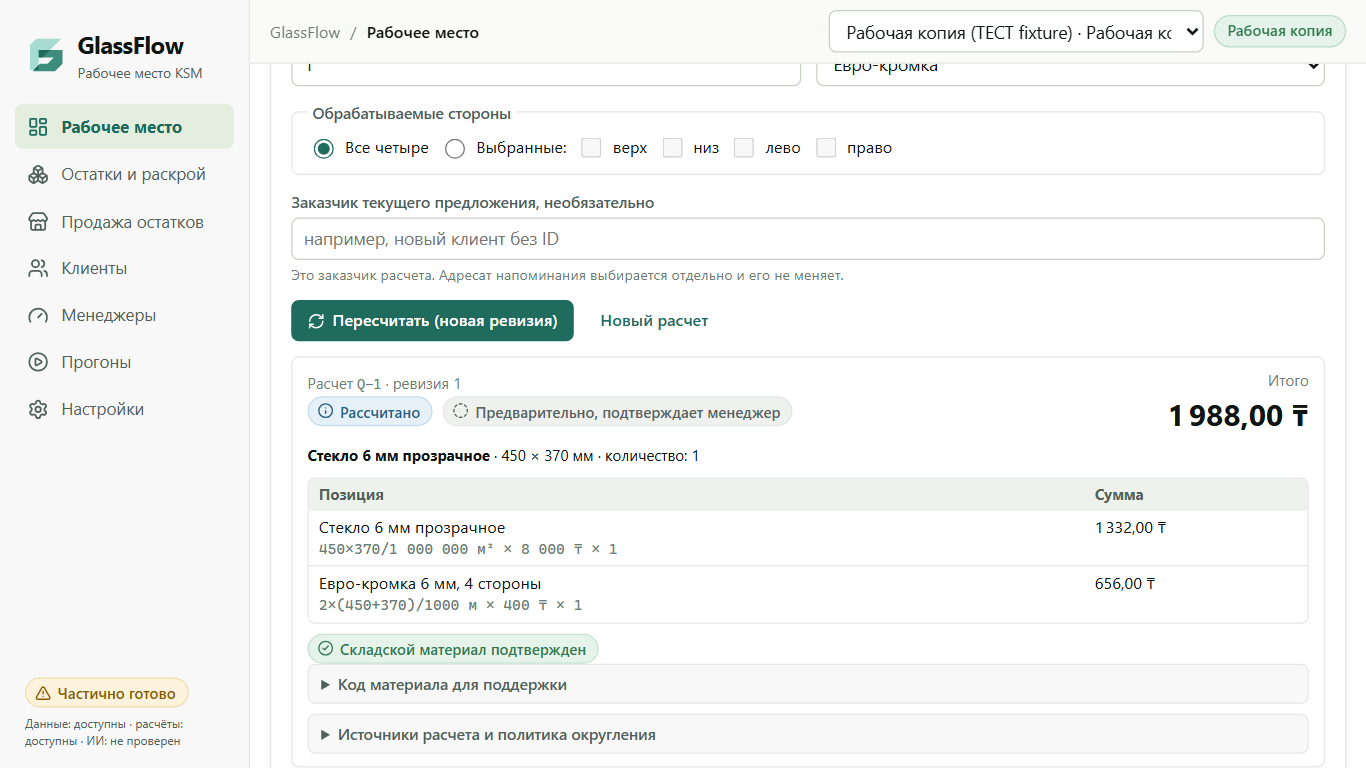 GlassFlow
Рабочее место KSM
Рабочее место
Остатки и раскрой
Продажа остатков
Клиенты
Менеджеры
Прогоны
Настройки
Частично готово
Данные: доступны · расчёты:
доступны · ИИ: не проверен
GlassFlow / Рабочее место
Рабочая копия (ТЕСТ fixture) · Рабочая кс
Рабочая копия
1
Евро-кромка
Обрабатываемые стороны
Все четыре
Выбранные:
верх
низ
лево
право
Заказчик текущего предложения, необязательно
например, новый клиент без ID
Это заказчик расчета. Адресат напоминания выбирается отдельно и его не меняет.
Пересчитать (новая ревизия)
Новый расчет
Расчет Q–1 · ревизия 1
Итого
Рассчитано
Предварительно, подтверждает менеджер
1 988,00 ₸
Стекло 6 мм прозрачное · 450 × 370 мм · количество: 1
Позиция
Сумма
Стекло 6 мм прозрачное
1 332,00 ₸
450×370/1 000 000 м² × 8 000 ₸ × 1
Евро-кромка 6 мм, 4 стороны
656,00 ₸
2×(450+370)/1000 м × 400 ₸ × 1
Складской материал подтвержден
Код материала для поддержки
Источники расчета и политика округления